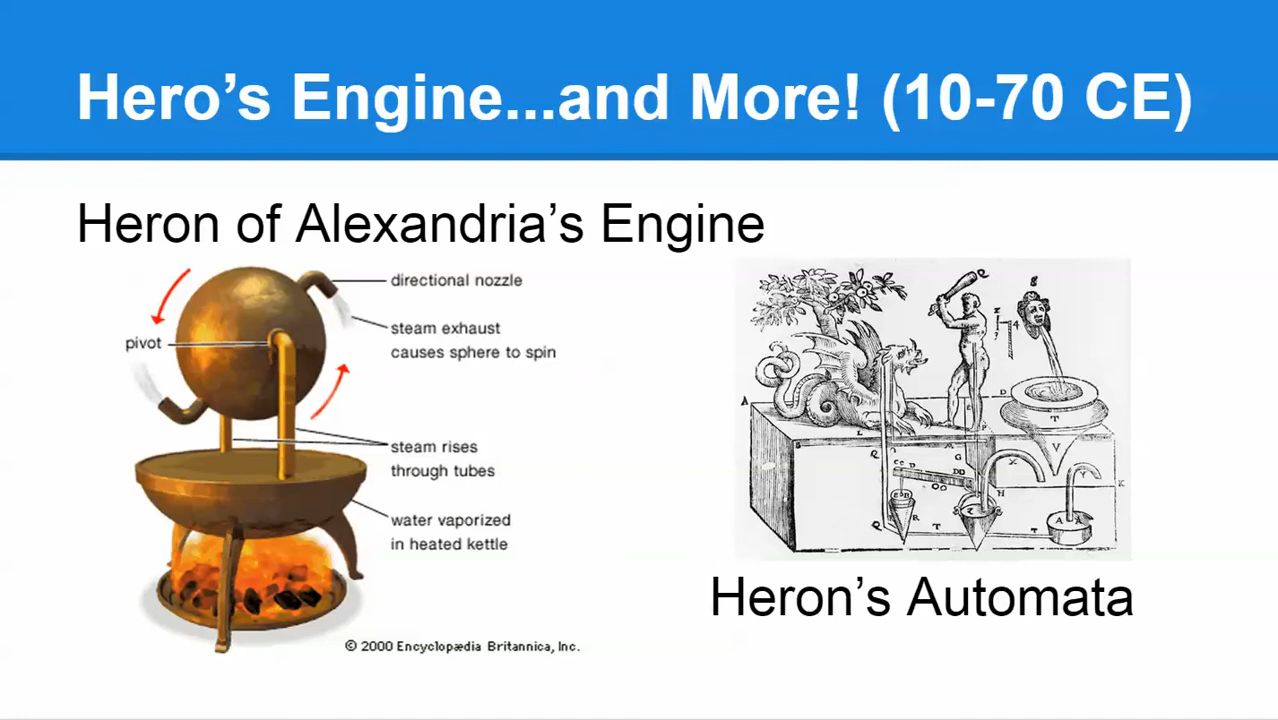 Hero’s Engine...and More! (10-70 CE)
Heron of Alexandria’s Engine
directional nozzle
steam exhaust
causes sphere to spin
pivot
steam rises
through tubes
water vaporized
in heated kettle
© 2000 Encyclopædia Britannica, Inc.
Heron’s Automata